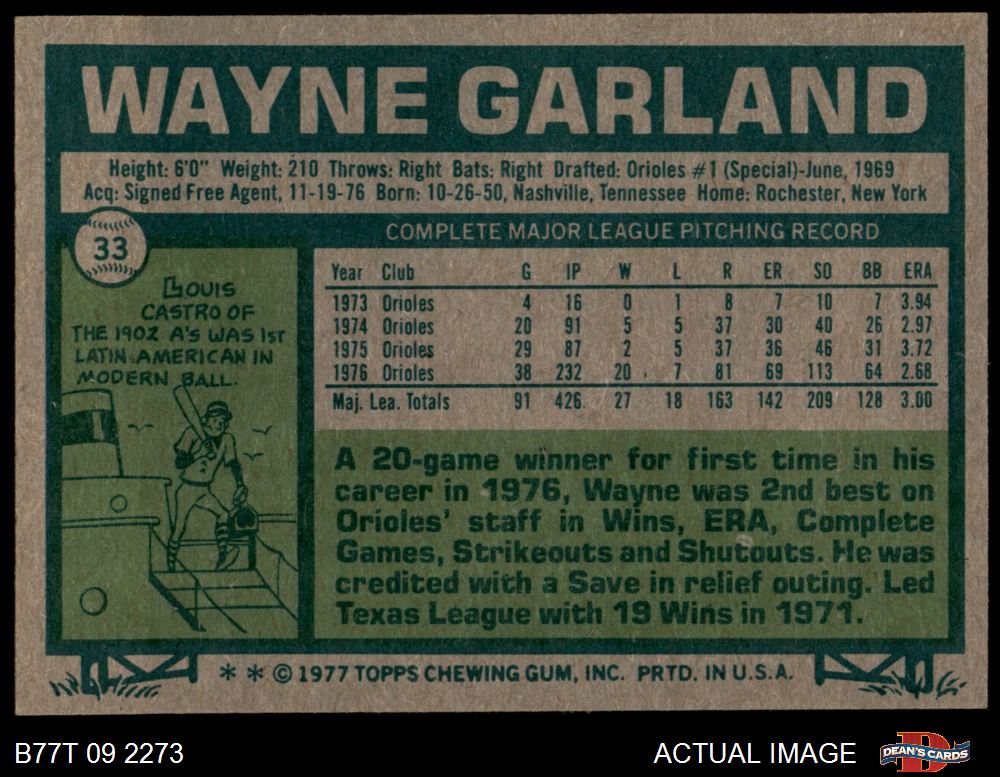 WAYNE GARLAND
Height: 6'0" Weight: 210 Throws: Right Bats: Right Drafted: Orioles #1 (Special)-June, 1969
Acq: Signed Free Agent, 11-19-76 Born: 10-26-50, Nashville, Tennessee Home: Rochester, New York
33
LOUIS
CASTRO OF
THE 1902 A'S WAS 1ST
LATIN AMERICAN IN
MODERN BALL.
COMPLETE MAJOR LEAGUE PITCHING RECORD
Year Club G IP W L R ER SO BB ERA
1973 Orioles 4 16 0 1 8 7 10 7 3.94
1974 Orioles 20 91 5 5 37 30 40 26 2.97
1975 Orioles 29 87 2 5 37 36 46 31 3.72
1976 Orioles 38 232 20 7 81 69 113 64 2.68
Maj. Lea. Totals 91 426 27 18 163 142 209 128 3.00
A 20-game winner for first time in his
career in 1976, Wayne was 2nd best on
Orioles' staff in Wins, ERA, Complete
Games, Strikeouts and Shutouts. He was
credited with a Save in relief outing. Led
Texas League with 19 Wins in 1971.
* * © 1977 TOPPS CHEWING GUM, INC. PRTD. IN U.S.A.
B77T 09 2273
ACTUAL IMAGE
DEAN'S CARDS